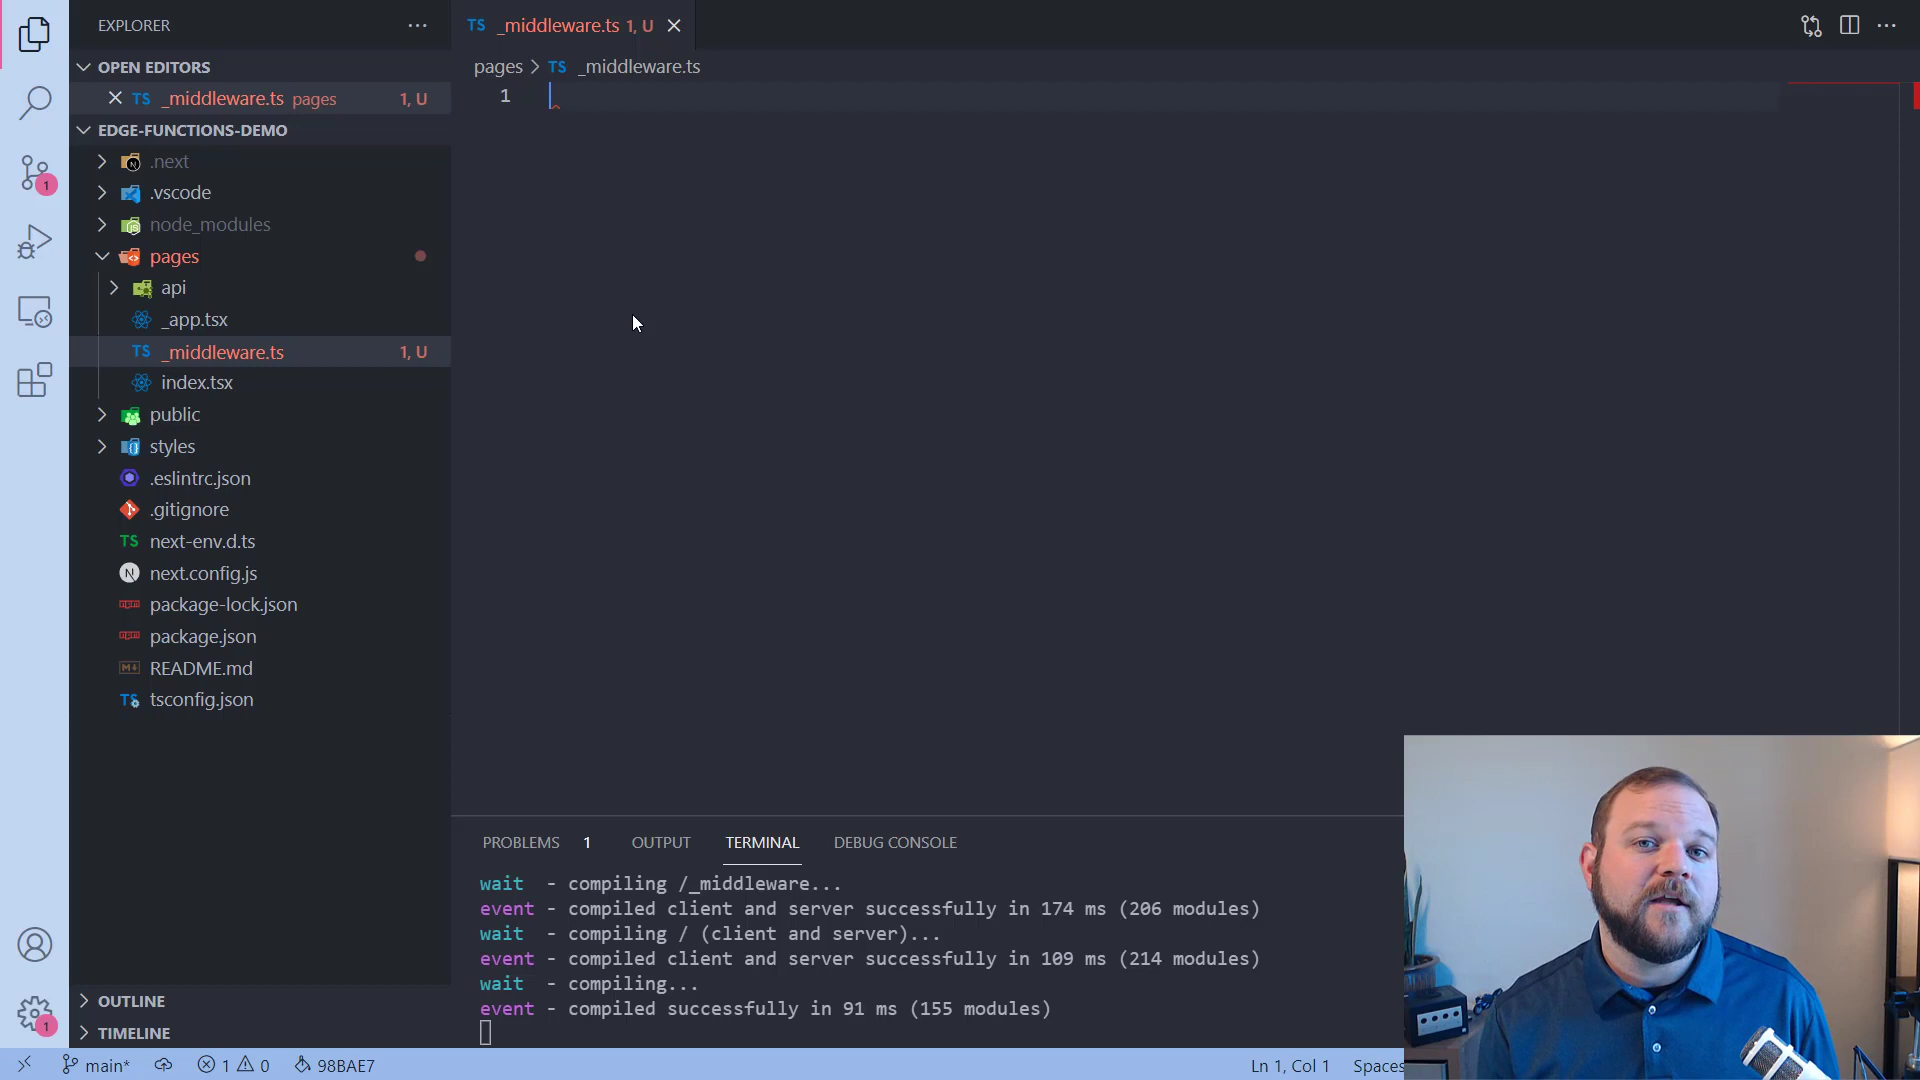 EXPLORER
OPEN EDITORS
TS _middleware.ts pages 1, U
EDGE-FUNCTIONS-DEMO
.next
.vscode
node_modules
pages
api
_app.tsx
TS _middleware.ts 1, U
index.tsx
public
styles
.eslintrc.json
.gitignore
TS next-env.d.ts
N next.config.js
package-lock.json
package.json
README.md
TS tsconfig.json
OUTLINE
TIMELINE
TS _middleware.ts 1, U
pages > TS _middleware.ts
1
PROBLEMS 1 OUTPUT TERMINAL DEBUG CONSOLE
wait - compiling /_middleware...
event - compiled client and server successfully in 174 ms (206 modules)
wait - compiling / (client and server)...
event - compiled client and server successfully in 109 ms (214 modules)
wait - compiling...
event - compiled successfully in 91 ms (155 modules)
1
1
main* 1 0 98BAE7 Ln 1, Col 1 Spaces